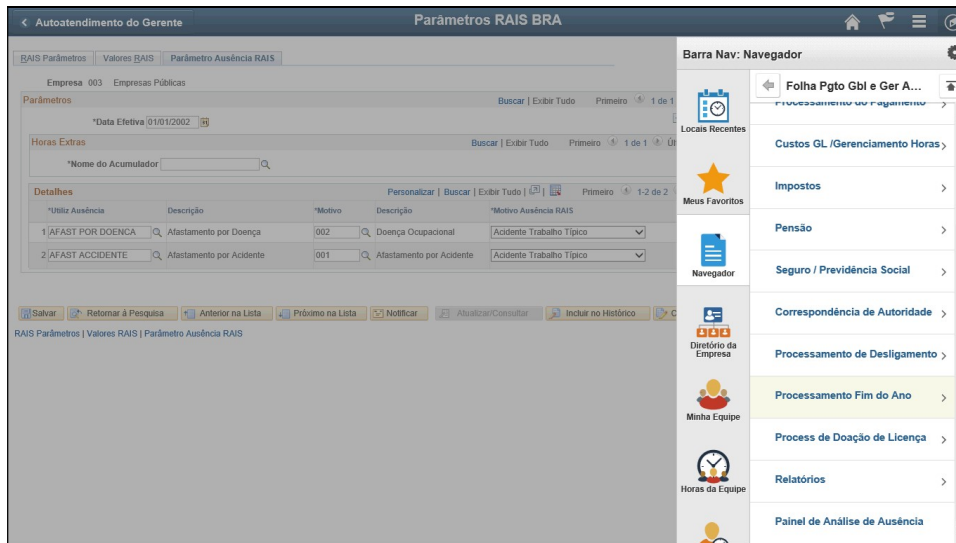 Autoatendimento do Gerente
Parâmetros RAIS BRA
RAIS Parâmetros
Valores RAIS
Parâmetro Ausência RAIS
Empresa 003 Empresas Públicas
Parâmetros
Buscar | Exibir Tudo Primeiro 1 de 1
*Data Efetiva 01/01/2002
Horas Extras
Buscar | Exibir Tudo Primeiro 1 de 1
*Nome do Acumulador
Detalhes
Personalizar | Buscar | Exibir Tudo | | Primeiro 1-2 de 2
*Utiliz Ausência Descrição *Motivo Descrição *Motivo Ausência RAIS
1 AFAST POR DOENCA Afastamento por Doença 002 Doença Ocupacional Acidente Trabalho Típico
2 AFAST ACCIDENTE Afastamento por Acidente 001 Afastamento por Acidente Acidente Trabalho Típico
Salvar Retornar à Pesquisa Anterior na Lista Próximo na Lista Notificar Atualizar/Consultar Incluir no Histórico
RAIS Parâmetros | Valores RAIS | Parâmetro Ausência RAIS
Barra Nav: Navegador
Locais Recentes
Meus Favoritos
Navegador
Diretório da
Empresa
Minha Equipe
Horas da Equipe
Folha Pgto Gbl e Ger A...
Processamento do Pagamento
Custos GL /Gerenciamento Horas
Impostos
Pensão
Seguro / Previdência Social
Correspondência de Autoridade
Processamento de Desligamento
Processamento Fim do Ano
Process de Doação de Licença
Relatórios
Painel de Análise de Ausência